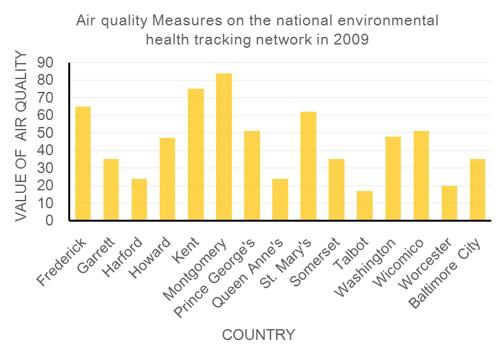 Air quality Measures on the national environmental
health tracking network in 2009
VALUE OF AIR QUALITY
90
80
70
60
50
40
30
20
10
0
Frederick
Garrett
Harford
Howard
Kent
Montgomery
Prince George's
Queen Anne's
St. Mary's
Somerset
Talbot
Washington
Wicomico
Worcester
Baltimore City
COUNTRY